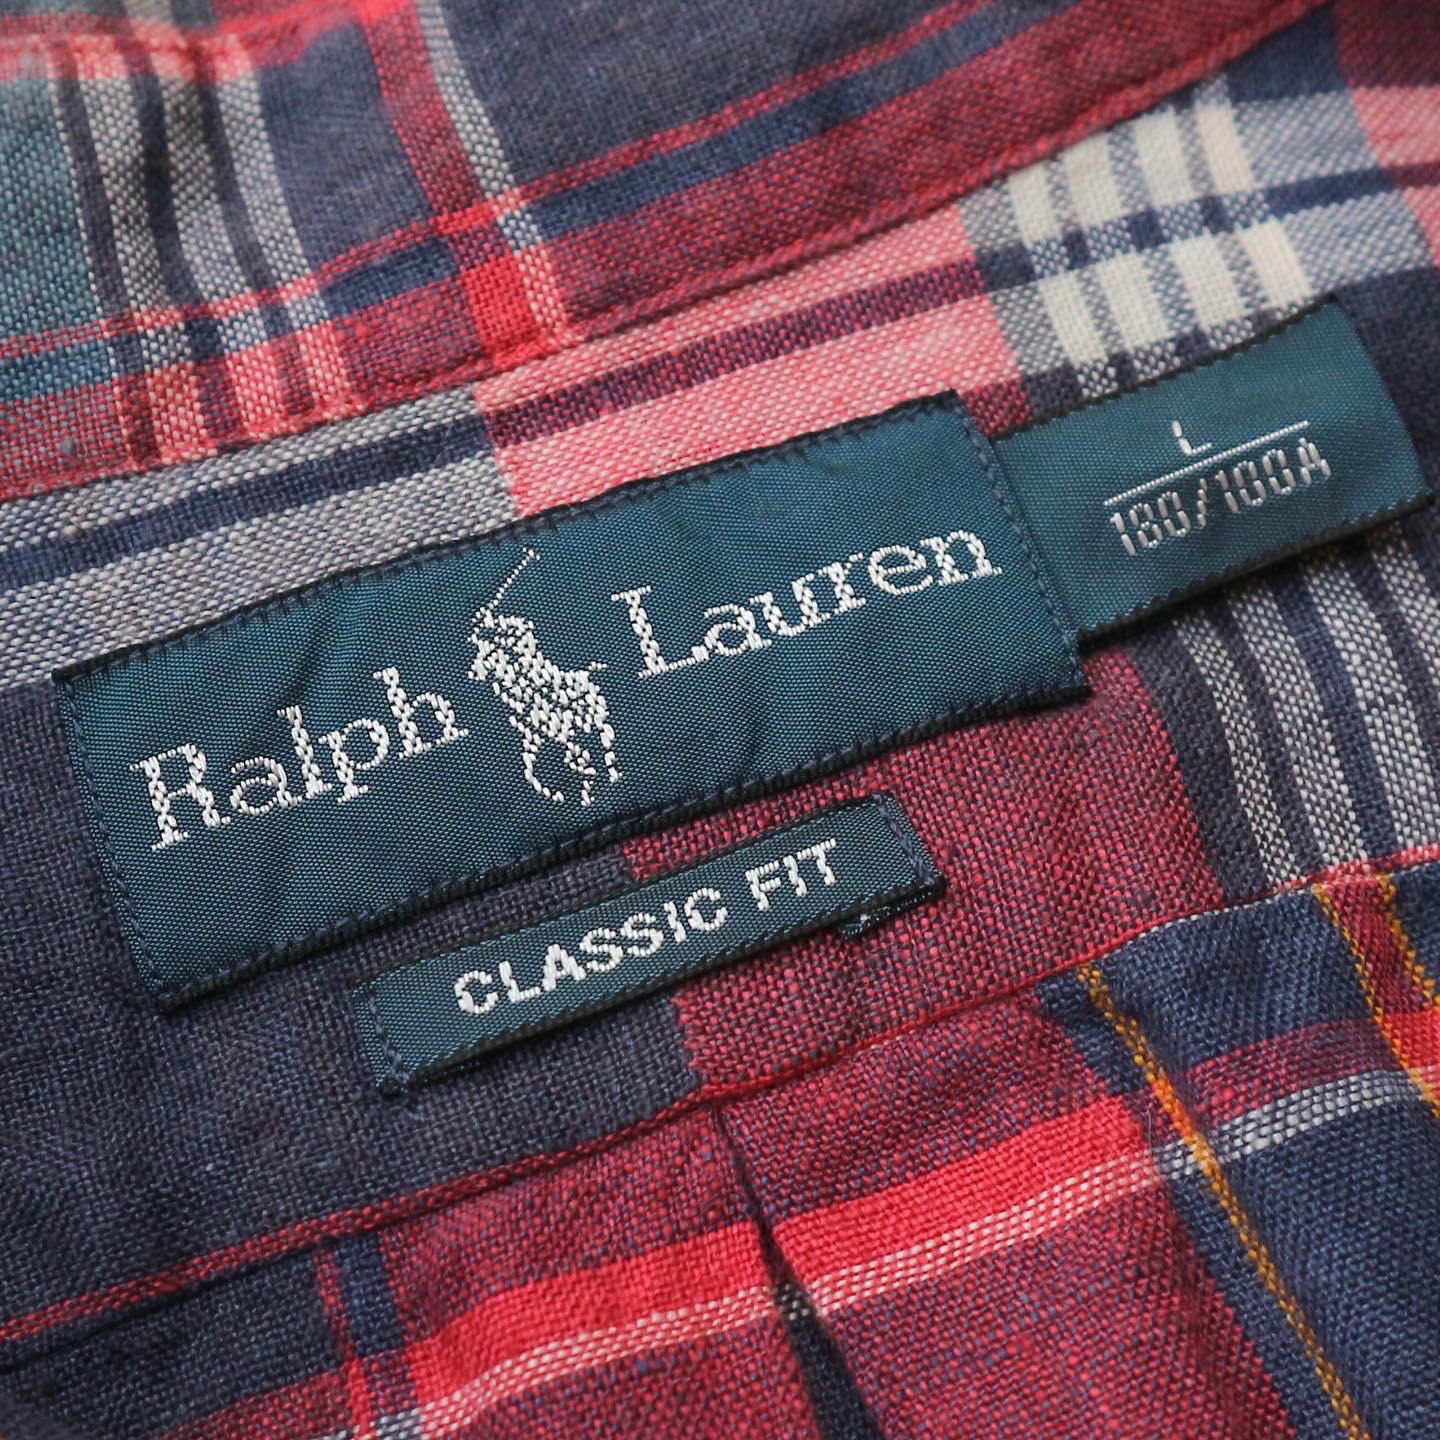 Ralph Lauren
L
180/100A
CLASSIC FIT